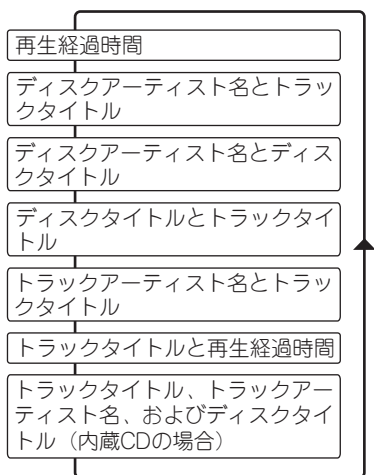 再生経過時間
ディスクアーティスト名とトラッ
クタイトル
ディスクアーティスト名とディス
クタイトル
ディスクタイトルとトラックタイ
トル
トラックアーティスト名とトラッ
クタイトル
トラックタイトルと再生経過時間
トラックタイトル、トラックアー
ティスト名、およびディスクタイ
トル（内蔵CDの場合）